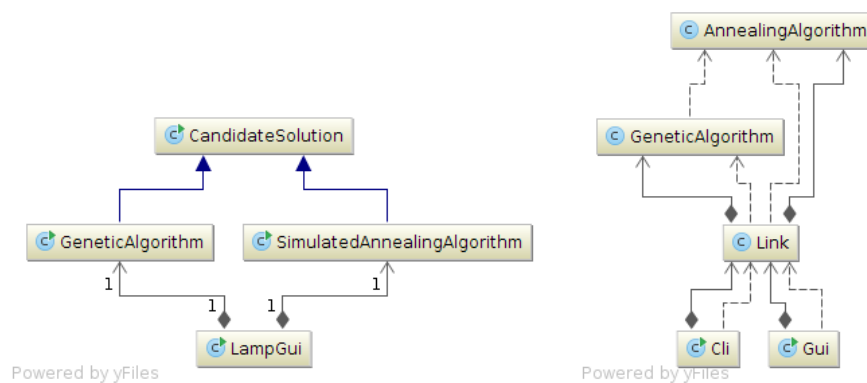 CandidateSolution
GeneticAlgorithm
SimulatedAnnealingAlgorithm
1
1
1
1
LampGui
Powered by yFiles
AnnealingAlgorithm
GeneticAlgorithm
Link
Cli
Gui
Powered by yFiles